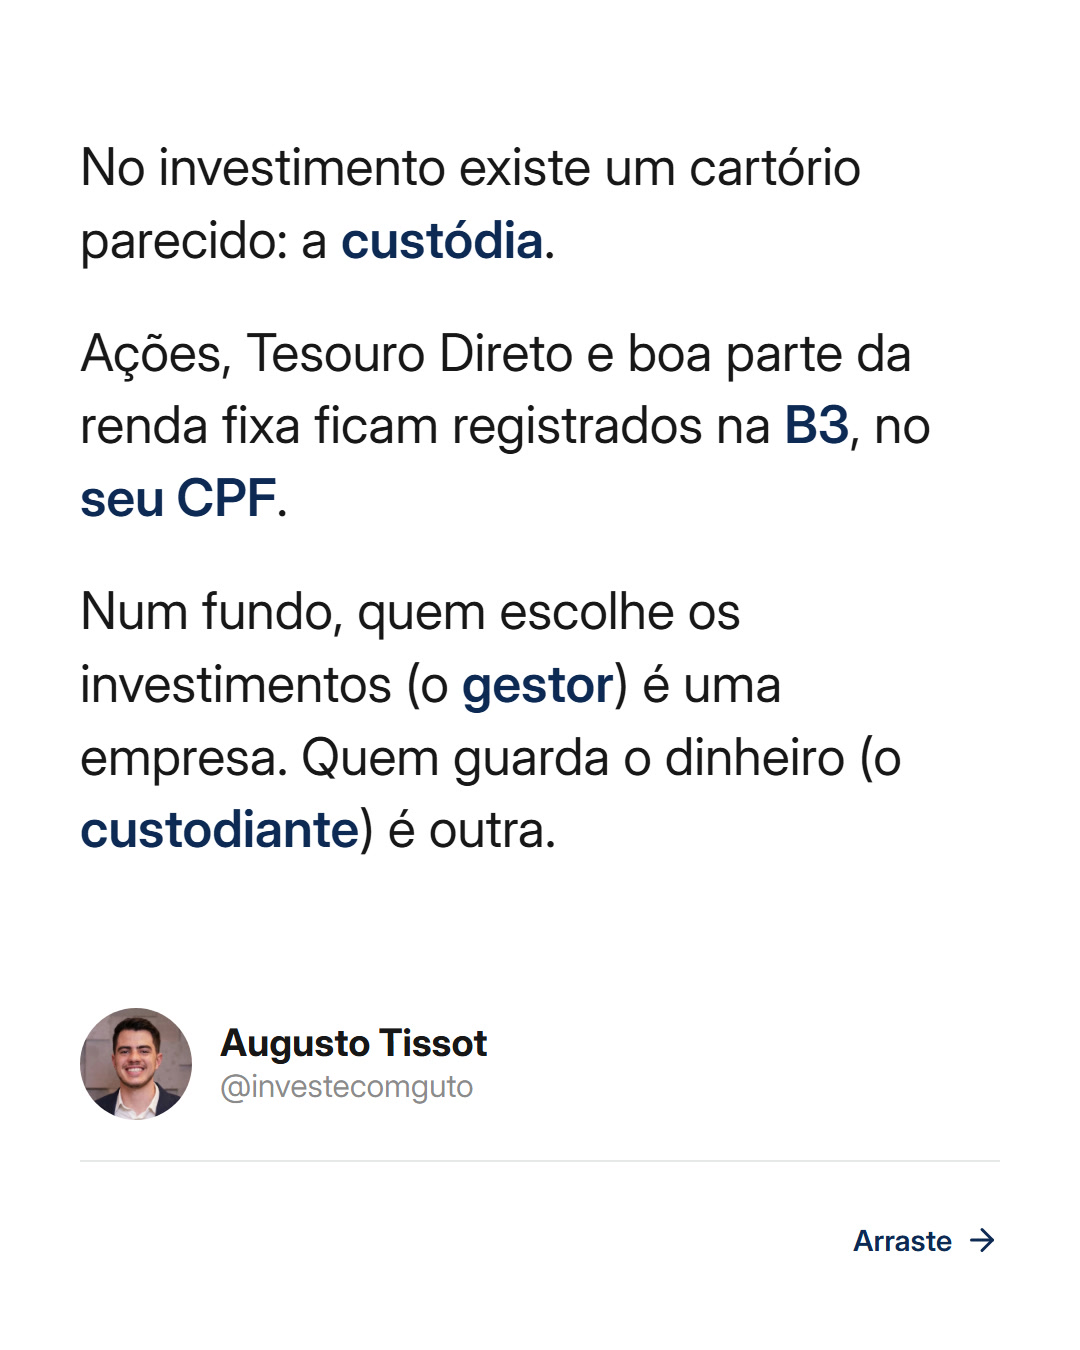 No investimento existe um cartório
parecido: a custódia.
Ações, Tesouro Direto e boa parte da
renda fixa ficam registrados na B3, no
seu CPF.
Num fundo, quem escolhe os
investimentos (o gestor) é uma
empresa. Quem guarda o dinheiro (o
custodiante) é outra.
Augusto Tissot
@investecomguto
Arraste →